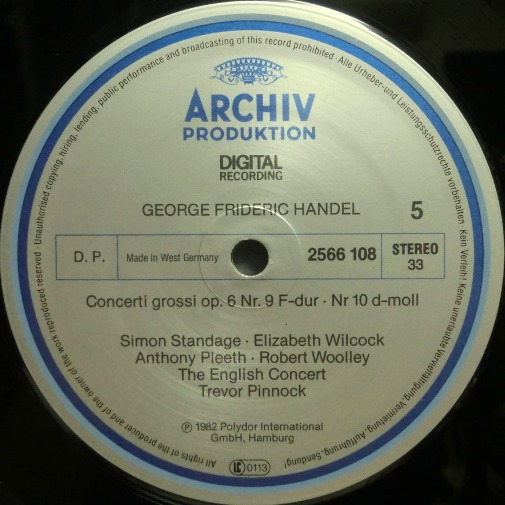 Unauthorised copying, hiring, lending, public performance and broadcasting of this record prohibited · Alle Urheber-und Leistungsschutzrechte vorbehalten · Kein Verleih! Keine unerlaubte Vervielfältigung, Vermietung, Aufführung, Sendung!
All rights of the producer and of the owner of the work reproduced reserved ·
ARCHIV
PRODUKTION
DIGITAL
RECORDING
GEORGE FRIDERIC HANDEL 5
D. P. Made in West Germany 2566 108 STEREO
33
Concerti grossi op. 6 Nr. 9 F-dur · Nr 10 d-moll
Simon Standage · Elizabeth Wilcock
Anthony Pleeth · Robert Woolley
The English Concert
Trevor Pinnock
℗ 1982 Polydor International
GmbH, Hamburg
LC 0113